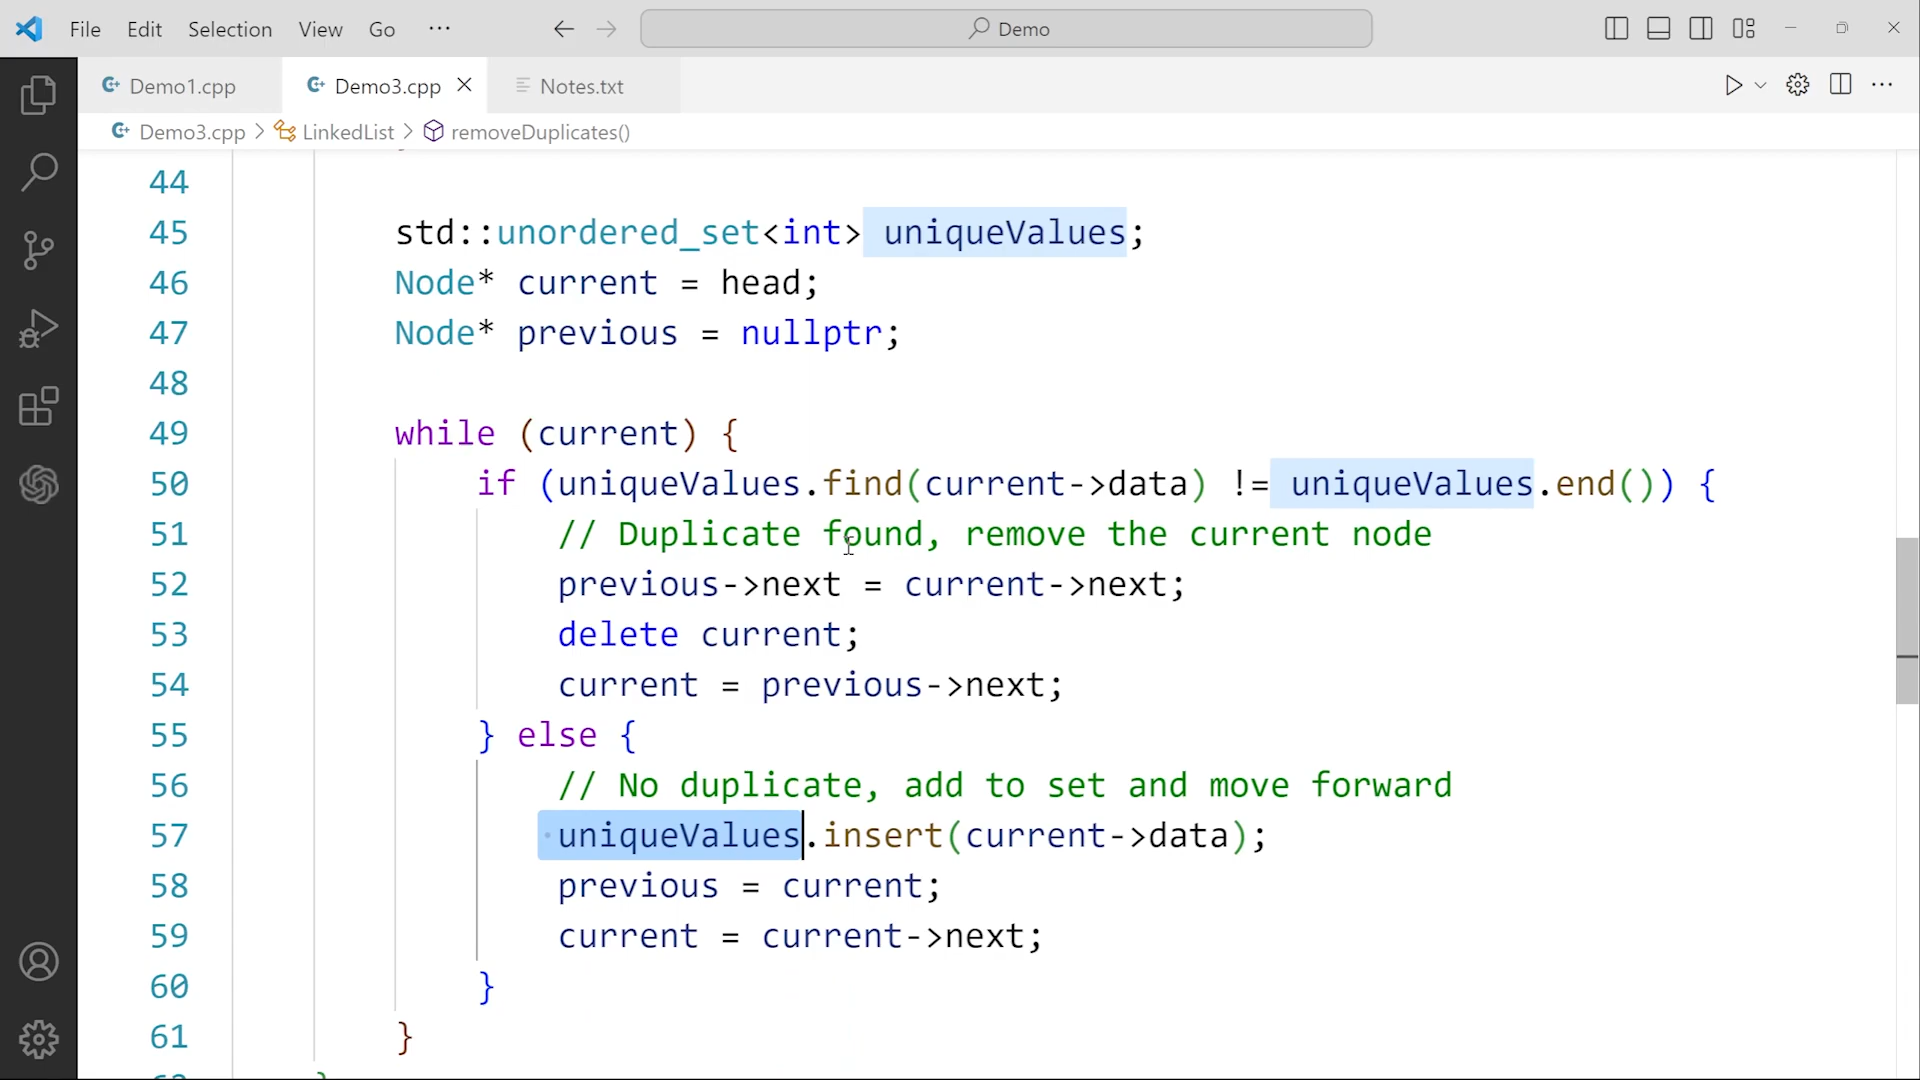 File Edit Selection View Go ··· Demo
Demo1.cpp Demo3.cpp Notes.txt
Demo3.cpp > LinkedList > removeDuplicates()
44
45 std::unordered_set<int> uniqueValues;
46 Node* current = head;
47 Node* previous = nullptr;
48
49 while (current) {
50 if (uniqueValues.find(current->data) != uniqueValues.end()) {
51 // Duplicate found, remove the current node
52 previous->next = current->next;
53 delete current;
54 current = previous->next;
55 } else {
56 // No duplicate, add to set and move forward
57 uniqueValues.insert(current->data);
58 previous = current;
59 current = current->next;
60 }
61 }